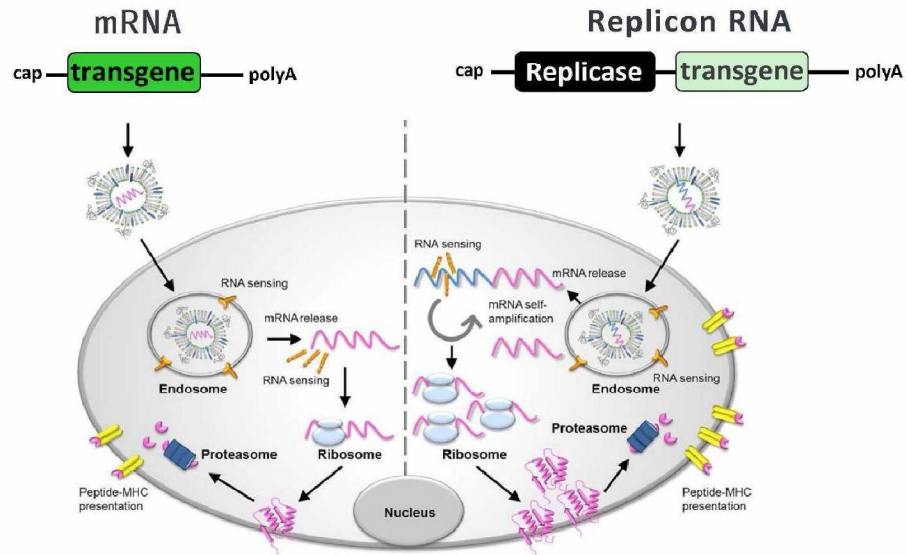 mRNA
cap
transgene
polyA
Replicon RNA
cap
Replicase
transgene
polyA
RNA sensing
mRNA release
RNA sensing
Endosome
Ribosome
Proteasome
Peptide-MHC
presentation
Nucleus
RNA sensing
mRNA release
mRNA self-
amplification
Endosome
RNA sensing
Ribosome
Proteasome
Peptide-MHC
presentation